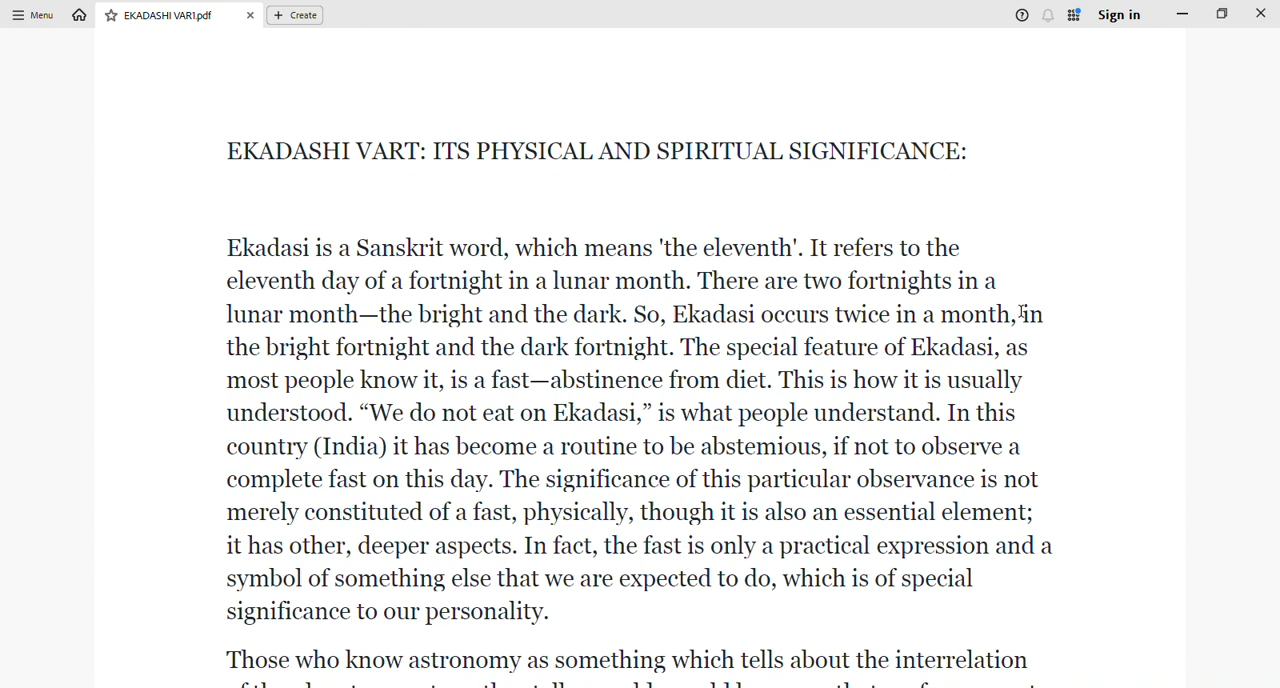 Menu
EKADASHI VAR1.pdf
Create
Sign in
EKADASHI VART: ITS PHYSICAL AND SPIRITUAL SIGNIFICANCE:
Ekadasi is a Sanskrit word, which means 'the eleventh'. It refers to the
eleventh day of a fortnight in a lunar month. There are two fortnights in a
lunar month—the bright and the dark. So, Ekadasi occurs twice in a month, in
the bright fortnight and the dark fortnight. The special feature of Ekadasi, as
most people know it, is a fast—abstinence from diet. This is how it is usually
understood. “We do not eat on Ekadasi,” is what people understand. In this
country (India) it has become a routine to be abstemious, if not to observe a
complete fast on this day. The significance of this particular observance is not
merely constituted of a fast, physically, though it is also an essential element;
it has other, deeper aspects. In fact, the fast is only a practical expression and a
symbol of something else that we are expected to do, which is of special
significance to our personality.
Those who know astronomy as something which tells about the interrelation